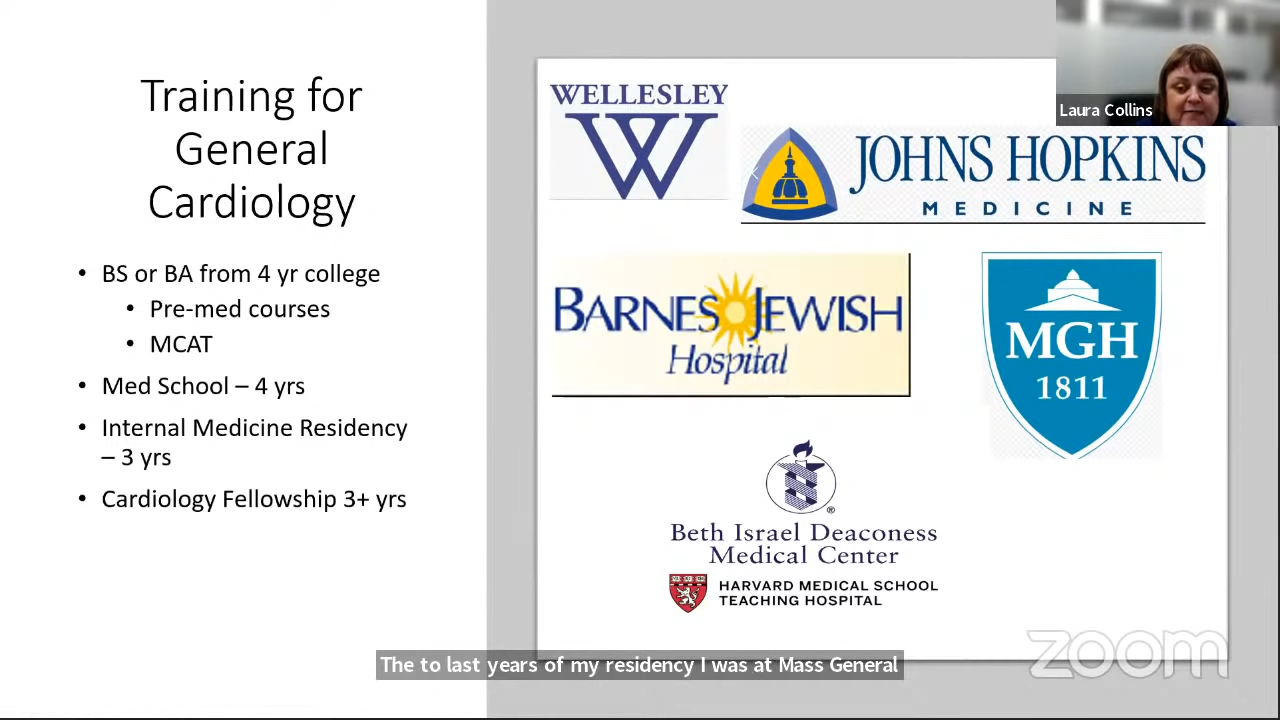 Training for
General
Cardiology
• BS or BA from 4 yr college
• Pre-med courses
• MCAT
• Med School – 4 yrs
• Internal Medicine Residency
– 3 yrs
• Cardiology Fellowship 3+ yrs
WELLESLEY
W
JOHNS HOPKINS
MEDICINE
BARNES JEWISH
Hospital
MGH
1811
®
Beth Israel Deaconess
Medical Center
HARVARD MEDICAL SCHOOL
TEACHING HOSPITAL
Laura Collins
The to last years of my residency I was at Mass General
zoom